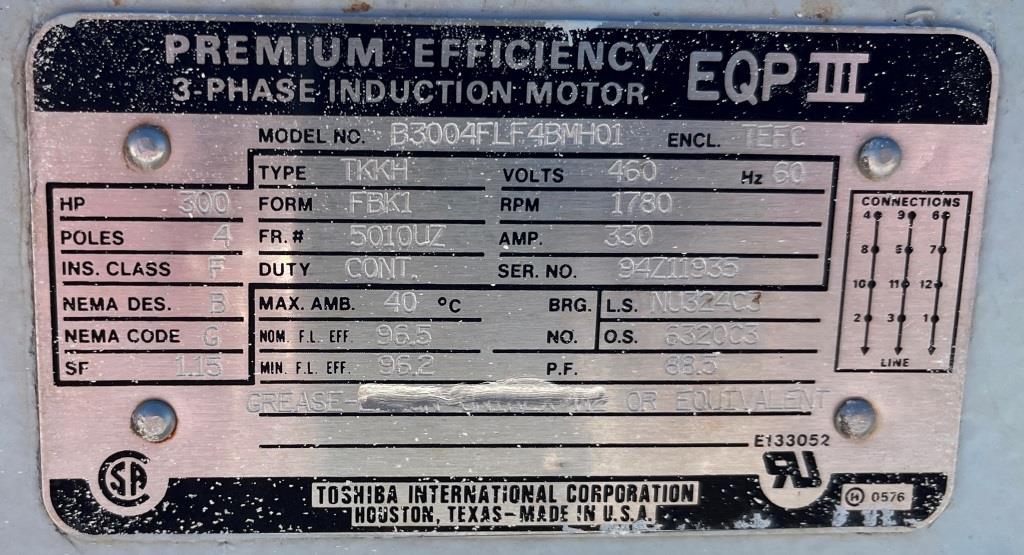 PREMIUM EFFICIENCY EQP III
3-PHASE INDUCTION MOTOR
MODEL NO. B3004FLF4BMH01 ENCL. TEFC
TYPE TKKH VOLTS 460 Hz 60
HP 300 FORM FBK1 RPM 1780
POLES 4 FR.# 5010UZ AMP. 330
INS. CLASS F DUTY CONT. SER. NO. 94Z11935
NEMA DES. B MAX. AMB. 40 °C BRG. L.S. NU324C3
NEMA CODE G NOM. F.L. EFF 96.5 NO. O.S. 6320C3
SF 1.15 MIN. F.L. EFF 96.2 P.F. 88.5
CONNECTIONS
4 9 6
8 5 7
10 11 12
2 3 1
LINE
GREASE- OR EQUIVALENT
E133052
SA
RU
TOSHIBA INTERNATIONAL CORPORATION
HOUSTON, TEXAS-MADE IN U.S.A.
H 0576